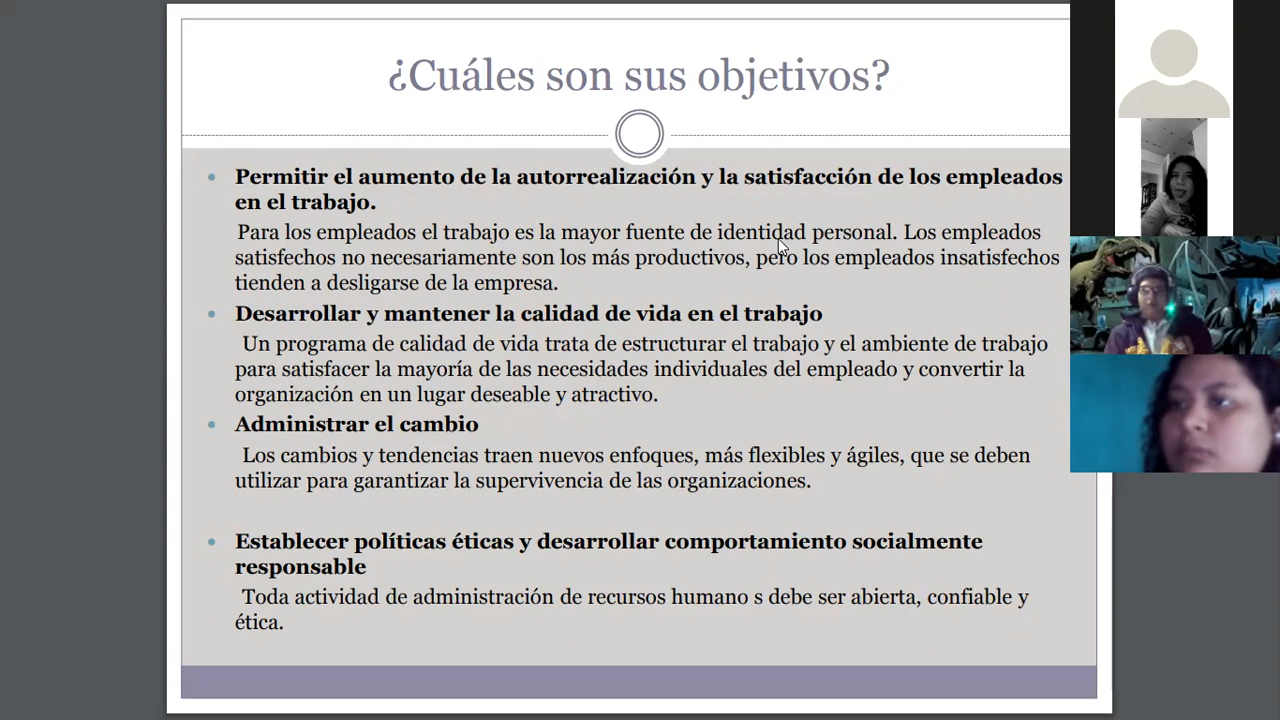 ¿Cuáles son sus objetivos?
• Permitir el aumento de la autorrealización y la satisfacción de los empleados
en el trabajo.
Para los empleados el trabajo es la mayor fuente de identidad personal. Los empleados
satisfechos no necesariamente son los más productivos, pero los empleados insatisfechos
tienden a desligarse de la empresa.
• Desarrollar y mantener la calidad de vida en el trabajo
Un programa de calidad de vida trata de estructurar el trabajo y el ambiente de trabajo
para satisfacer la mayoría de las necesidades individuales del empleado y convertir la
organización en un lugar deseable y atractivo.
• Administrar el cambio
Los cambios y tendencias traen nuevos enfoques, más flexibles y ágiles, que se deben
utilizar para garantizar la supervivencia de las organizaciones.
• Establecer políticas éticas y desarrollar comportamiento socialmente
responsable
Toda actividad de administración de recursos humano s debe ser abierta, confiable y
ética.